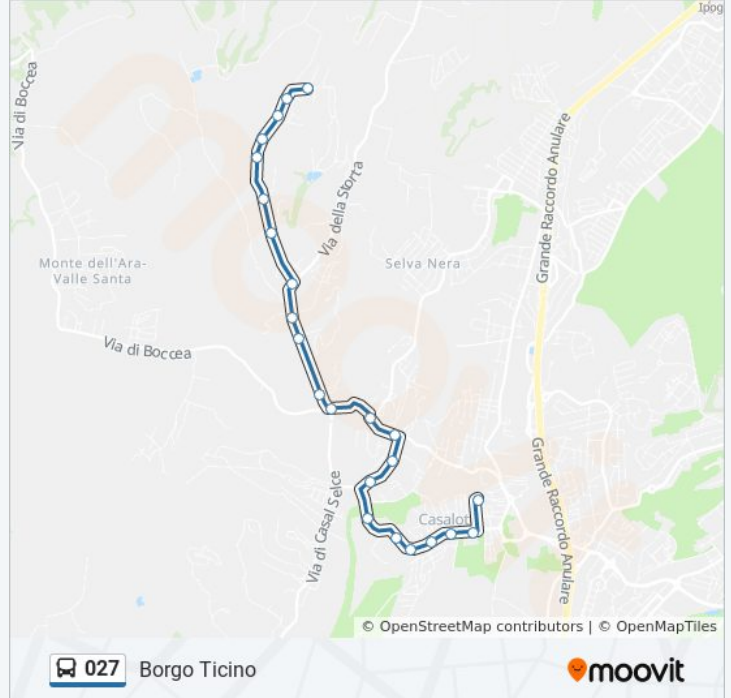 Ipog
Via di Boccea
Grande Raccordo Anulare
Via della Storta
Monte dell'Ara-
Valle Santa
Selva Nera
Via di Boccea
Grande Raccordo Anulare
Via di Casal Selce
Casalot
© OpenStreetMap contributors | © OpenMapTiles
027 Borgo Ticino
moovit